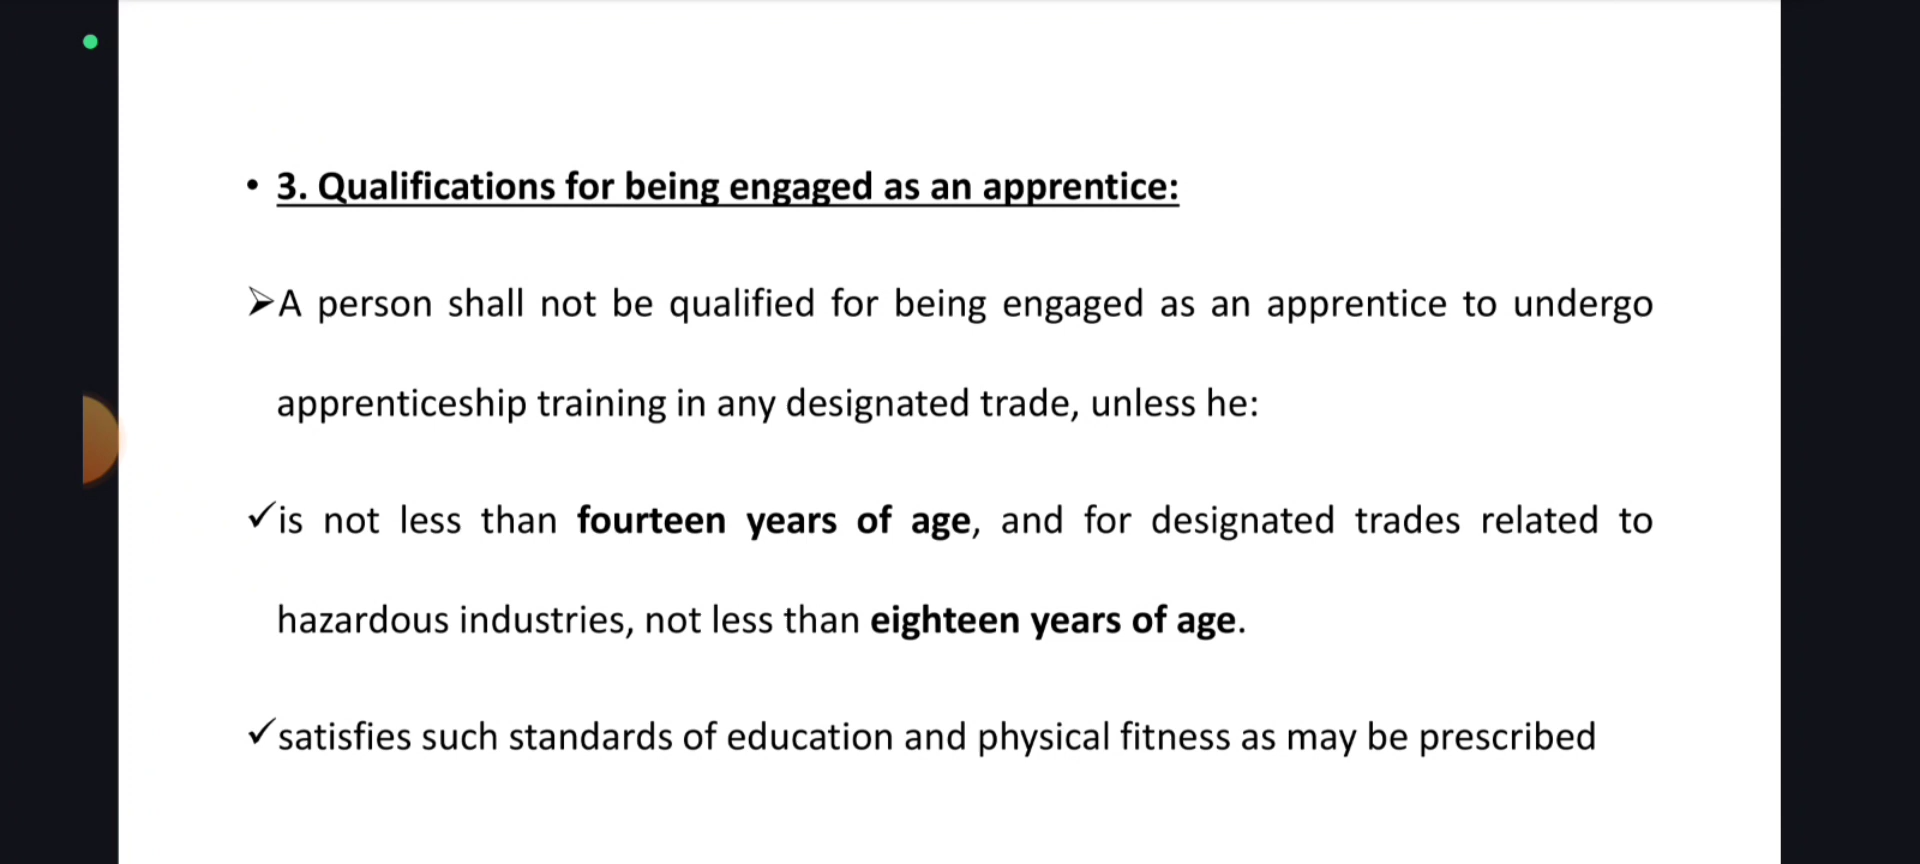 • 3. Qualifications for being engaged as an apprentice:
➢A person shall not be qualified for being engaged as an apprentice to undergo
apprenticeship training in any designated trade, unless he:
✓is not less than fourteen years of age, and for designated trades related to
hazardous industries, not less than eighteen years of age.
✓satisfies such standards of education and physical fitness as may be prescribed